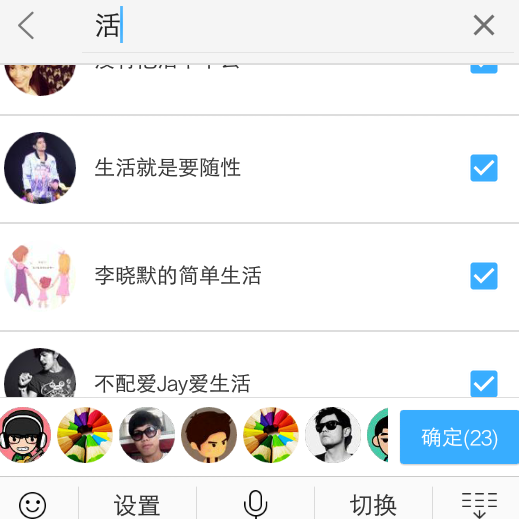 活
生活就是要随性
李晓默的简单生活
不配爱Jay爱生活
确定(23)
设置
切换